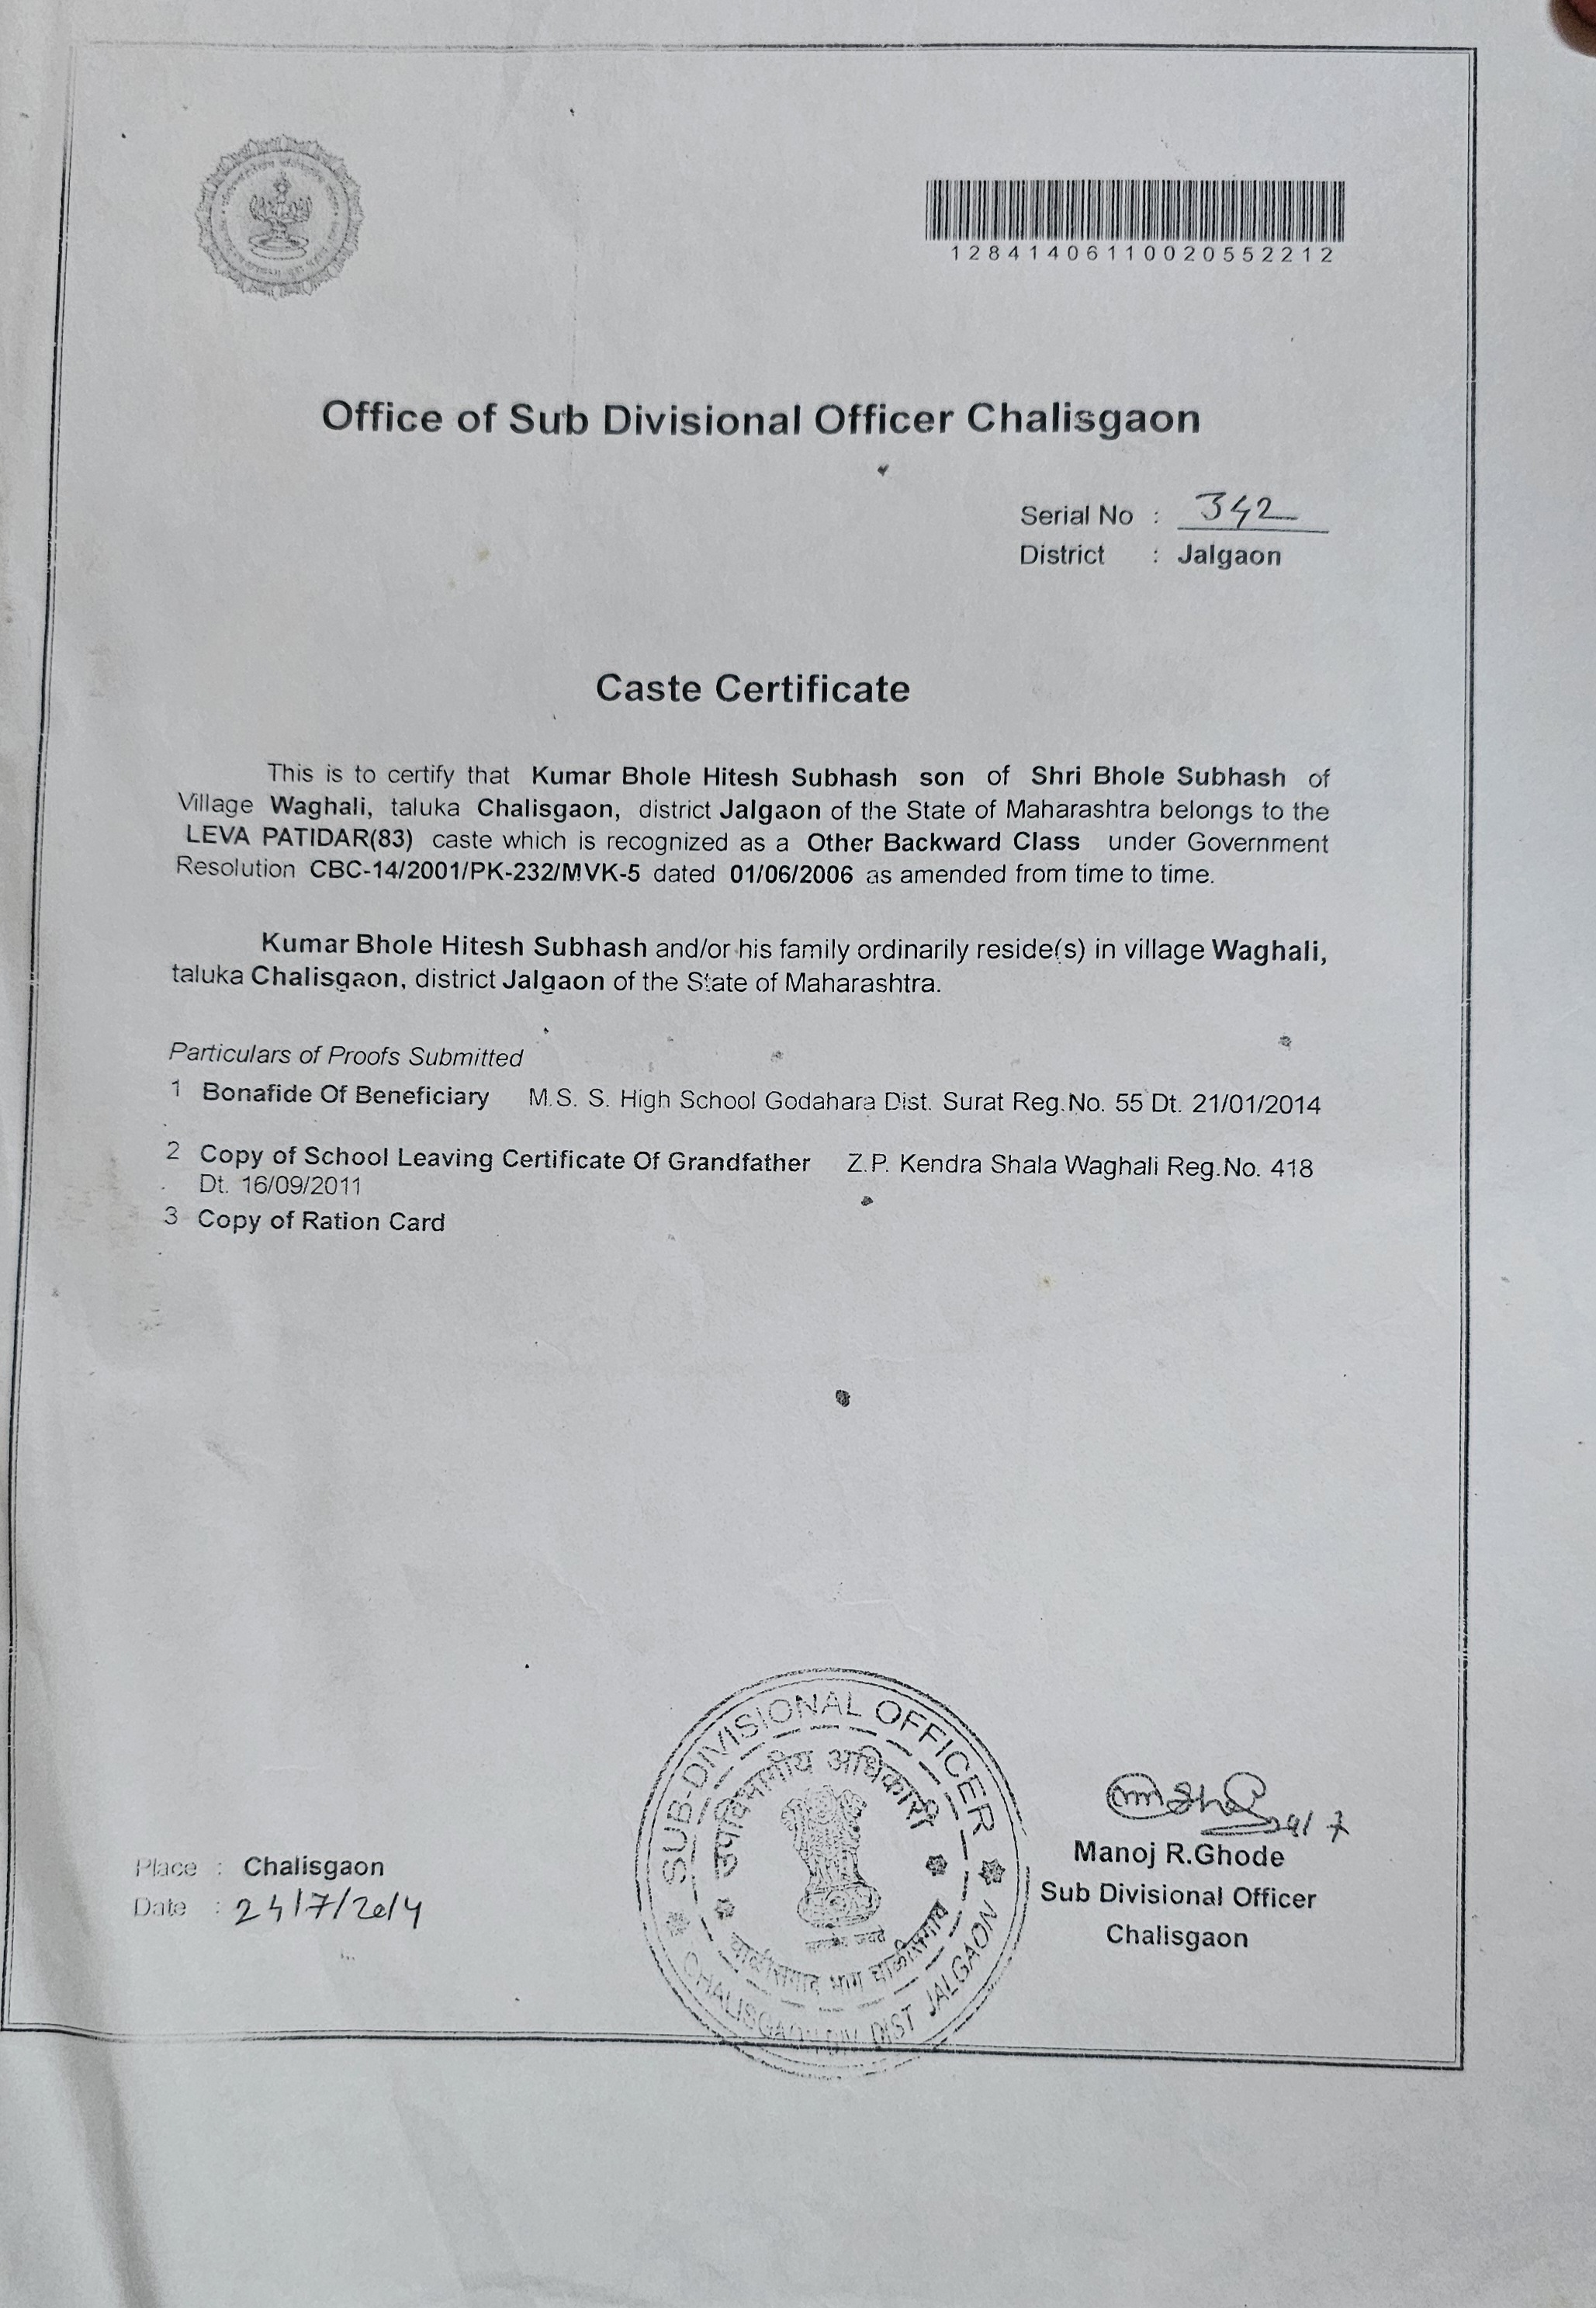 12841406110020552212
Office of Sub Divisional Officer Chalisgaon
Serial No : 342
District : Jalgaon
Caste Certificate
This is to certify that Kumar Bhole Hitesh Subhash son of Shri Bhole Subhash of
Village Waghali, taluka Chalisgaon, district Jalgaon of the State of Maharashtra belongs to the
LEVA PATIDAR(83) caste which is recognized as a Other Backward Class under Government
Resolution CBC-14/2001/PK-232/MVK-5 dated 01/06/2006 as amended from time to time.
Kumar Bhole Hitesh Subhash and/or his family ordinarily reside(s) in village Waghali,
taluka Chalisgaon, district Jalgaon of the State of Maharashtra.
Particulars of Proofs Submitted
1 Bonafide Of Beneficiary M.S. S. High School Godahara Dist. Surat Reg.No. 55 Dt. 21/01/2014
2 Copy of School Leaving Certificate Of Grandfather Z.P. Kendra Shala Waghali Reg.No. 418
Dt. 16/09/2011
3 Copy of Ration Card
SUB-DIVISIONAL OFFICER
उपविभागीय अधिकारी
सत्यमेव जयते
चाळीसगाव भाग चाळीसगाव
CHALISGAON DIV. DIST JALGAON
Manoj R.Ghode
Sub Divisional Officer
Chalisgaon
Place : Chalisgaon
Date : 24/7/2014